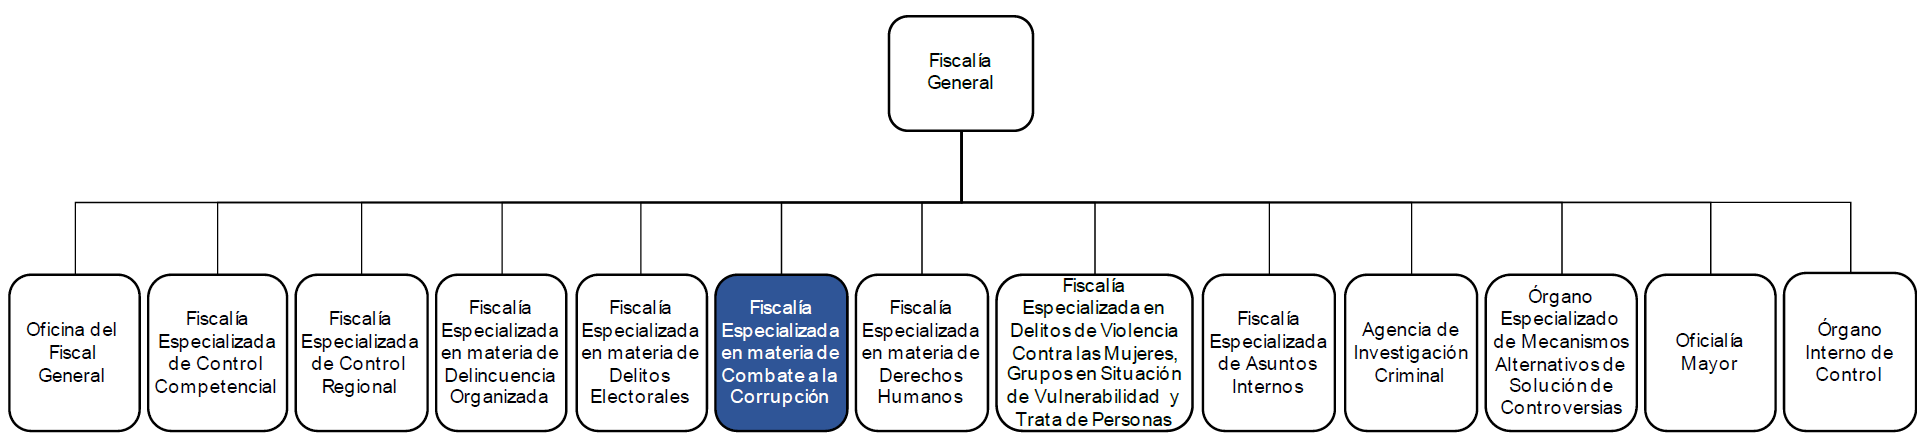 Fiscalía
General
Oficina del
Fiscal
General
Fiscalía
Especializada
de Control
Competencial
Fiscalía
Especializada
de Control
Regional
Fiscalía
Especializada
en materia de
Delincuencia
Organizada
Fiscalía
Especializada
en materia de
Delitos
Electorales
Fiscalía
Especializada
en materia de
Combate a la
Corrupción
Fiscalía
Especializada
en materia de
Derechos
Humanos
Fiscalía
Especializada en
Delitos de Violencia
Contra las Mujeres,
Grupos en Situación
de Vulnerabilidad y
Trata de Personas
Fiscalía
Especializada
de Asuntos
Internos
Agencia de
Investigación
Criminal
Órgano
Especializado
de Mecanismos
Alternativos de
Solución de
Controversias
Oficialía
Mayor
Órgano
Interno de
Control